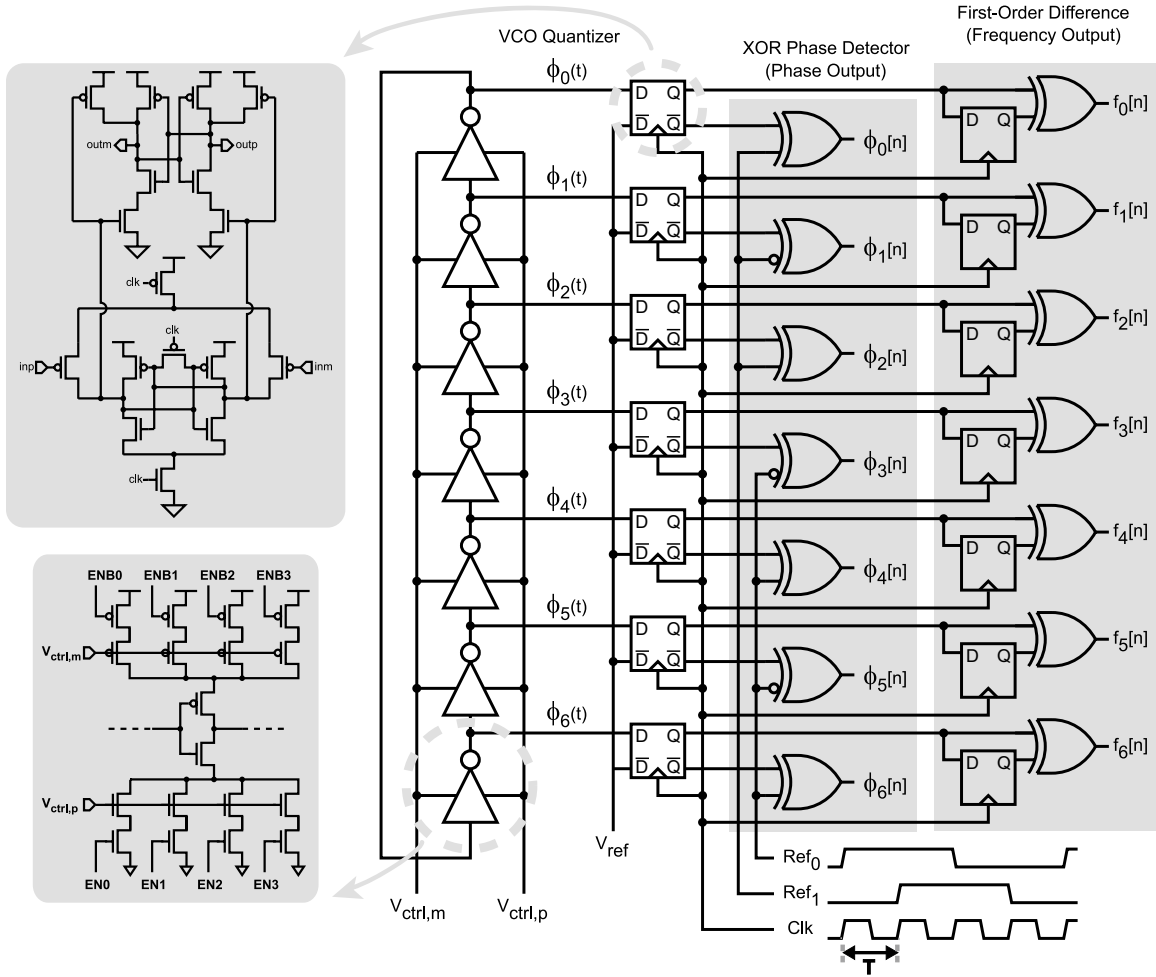 First-Order Difference
(Frequency Output)
VCO Quantizer
XOR Phase Detector
(Phase Output)
outm
outp
clk
clk
inp
inm
clk
ϕ0(t)
D Q
D̅ Q̅
ϕ0[n]
D Q
f0[n]
ϕ1(t)
D Q
D̅ Q̅
ϕ1[n]
D Q
f1[n]
ϕ2(t)
D Q
D̅ Q̅
ϕ2[n]
D Q
f2[n]
ϕ3(t)
D Q
D̅ Q̅
ϕ3[n]
D Q
f3[n]
ϕ4(t)
D Q
D̅ Q̅
ϕ4[n]
D Q
f4[n]
ϕ5(t)
D Q
D̅ Q̅
ϕ5[n]
D Q
f5[n]
ϕ6(t)
D Q
D̅ Q̅
ϕ6[n]
D Q
f6[n]
ENB0 ENB1 ENB2 ENB3
Vctrl,m
Vctrl,p
EN0 EN1 EN2 EN3
Vctrl,m
Vctrl,p
Vref
Ref0
Ref1
Clk
T